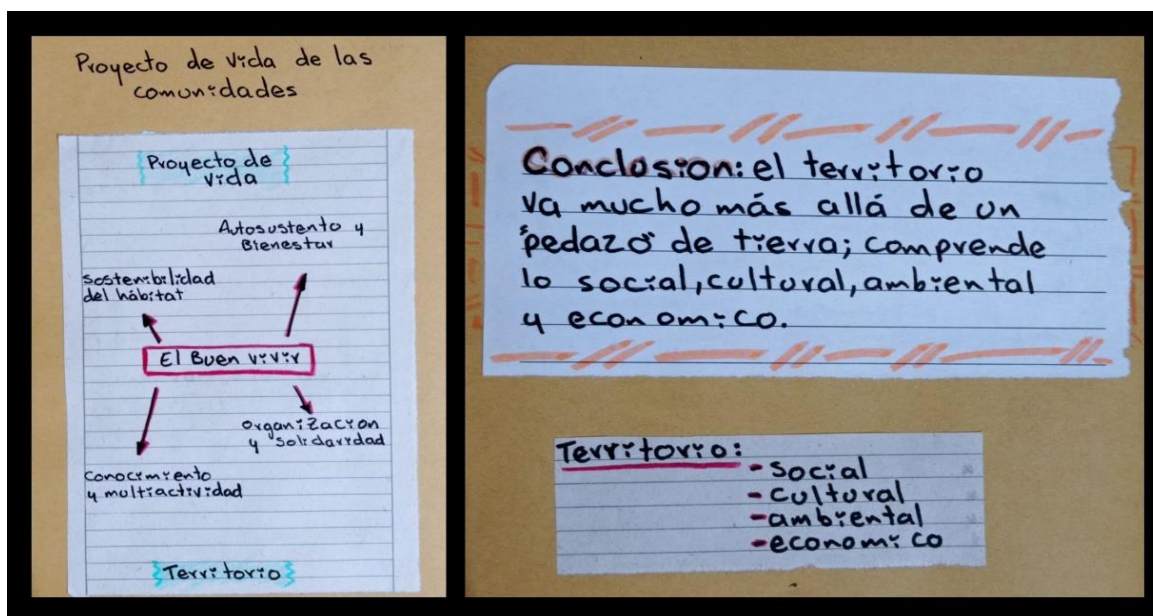 Proyecto de vida de las
comunidades
Proyecto de
vida
Autosustento y
Bienestar
Sostenibilidad
del hábitat
El Buen vivir
Organización
y solidaridad
Conocimiento
y multiactividad
Territorio
Conclusion: el territorio
va mucho más allá de un
"pedazo" de tierra; comprende
lo social, cultural, ambiental
y economico.
Territorio:
- social
- cultural
- ambiental
- economico